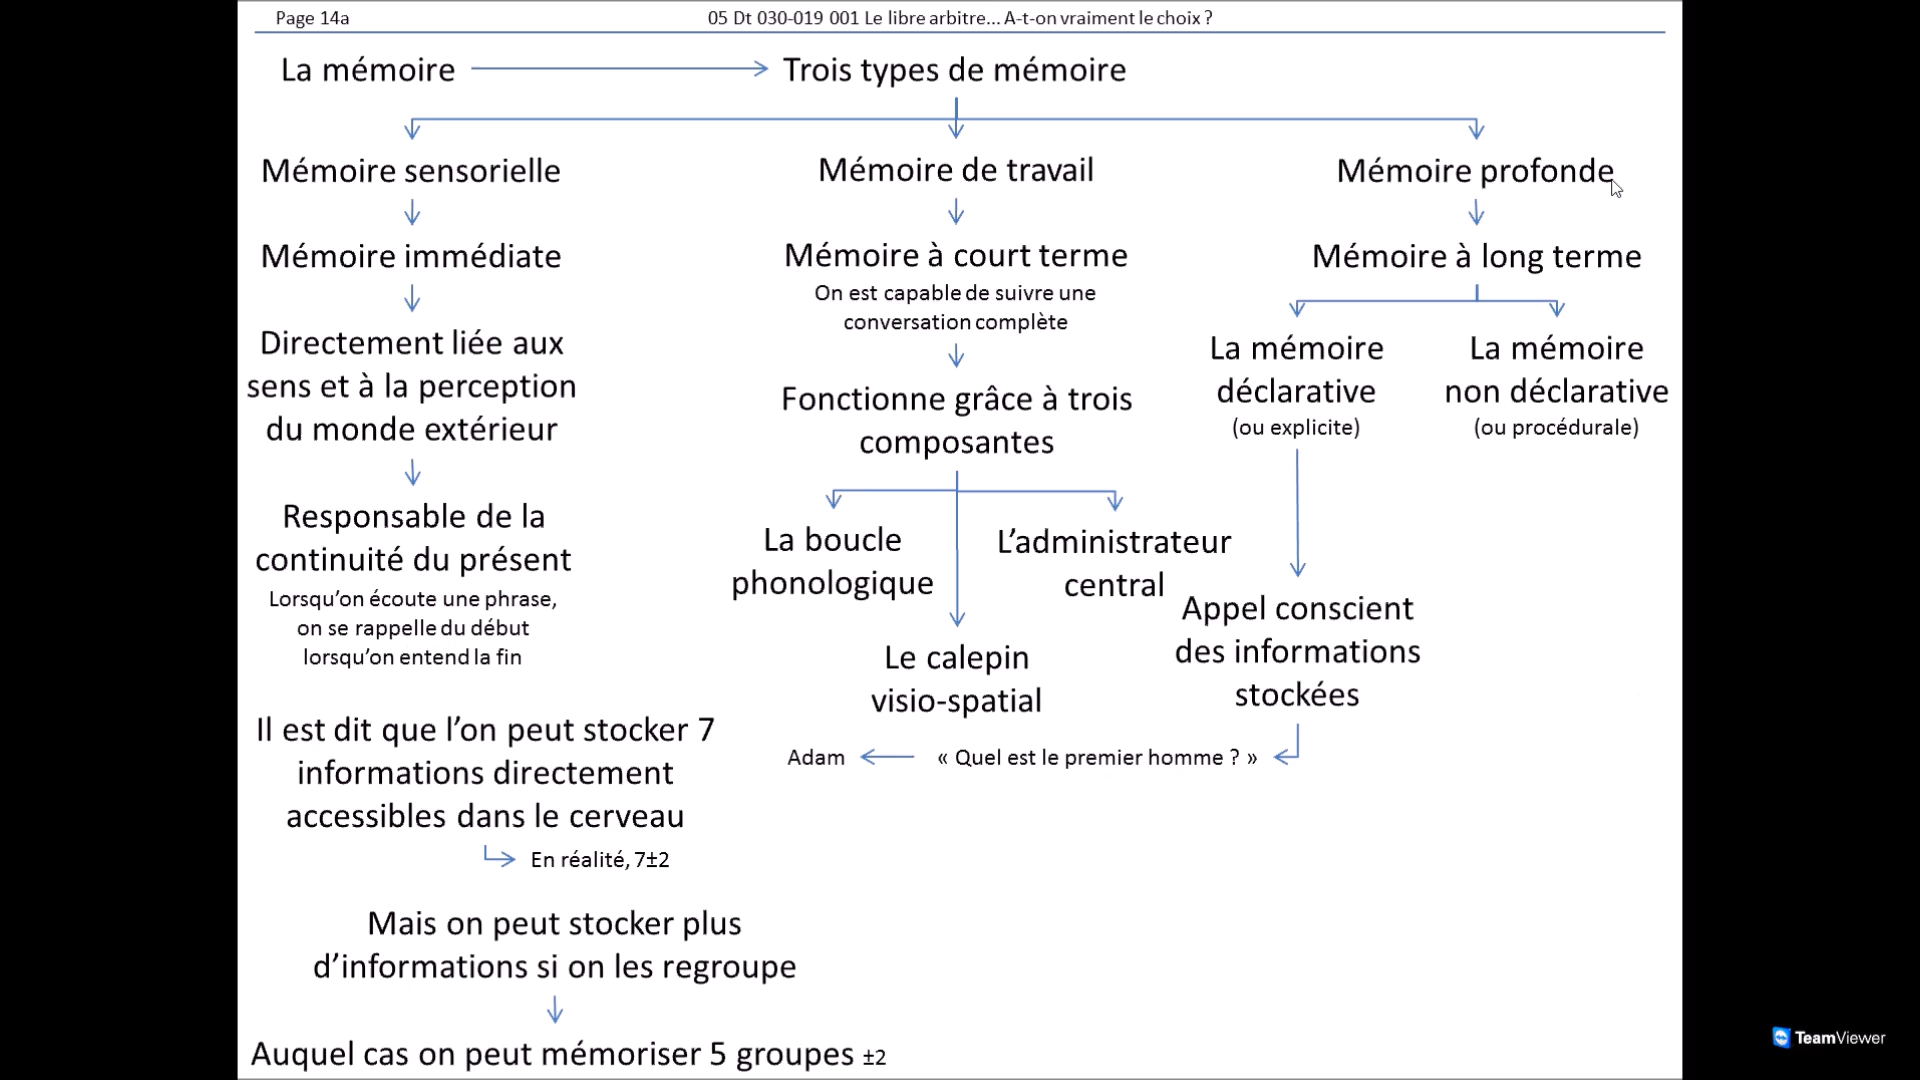 Page 14a
05 Dt 030-019 001 Le libre arbitre... A-t-on vraiment le choix ?
La mémoire
Trois types de mémoire
Mémoire sensorielle
Mémoire immédiate
Directement liée aux
sens et à la perception
du monde extérieur
Responsable de la
continuité du présent
Lorsqu'on écoute une phrase,
on se rappelle du début
lorsqu'on entend la fin
Mémoire de travail
Mémoire à court terme
On est capable de suivre une
conversation complète
Fonctionne grâce à trois
composantes
La boucle
phonologique
Le calepin
visio-spatial
L'administrateur
central
Mémoire profonde
Mémoire à long terme
La mémoire
déclarative
(ou explicite)
La mémoire
non déclarative
(ou procédurale)
Appel conscient
des informations
stockées
« Quel est le premier homme ? »
Adam
Il est dit que l'on peut stocker 7
informations directement
accessibles dans le cerveau
En réalité, 7±2
Mais on peut stocker plus
d'informations si on les regroupe
Auquel cas on peut mémoriser 5 groupes ±2
TeamViewer